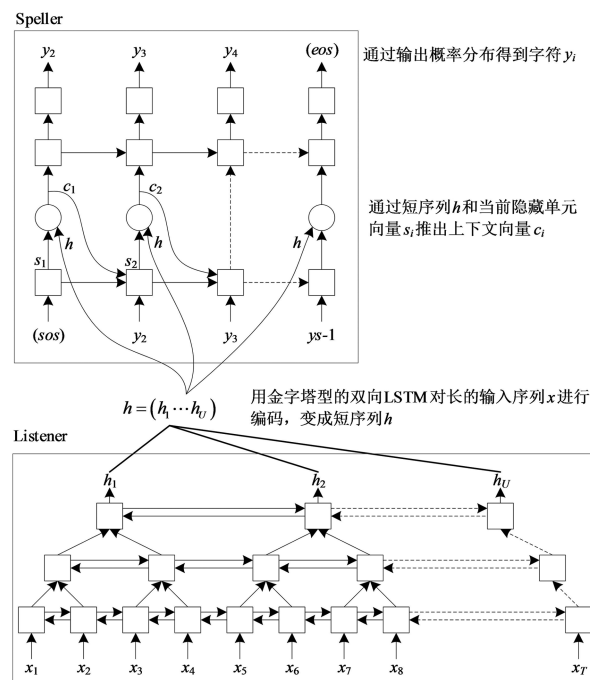 Speller
y2 y3 y4 (eos)
通过输出概率分布得到字符yi
c1 c2
通过短序列h和当前隐藏单元
向量si推出上下文向量ci
h h h
s1 s2
(sos) y2 y3 ys-1
h=(h1⋯hU)
用金字塔型的双向LSTM对长的输入序列x进行
编码，变成短序列h
Listener
h1 h2 hU
x1 x2 x3 x4 x5 x6 x7 x8 xT